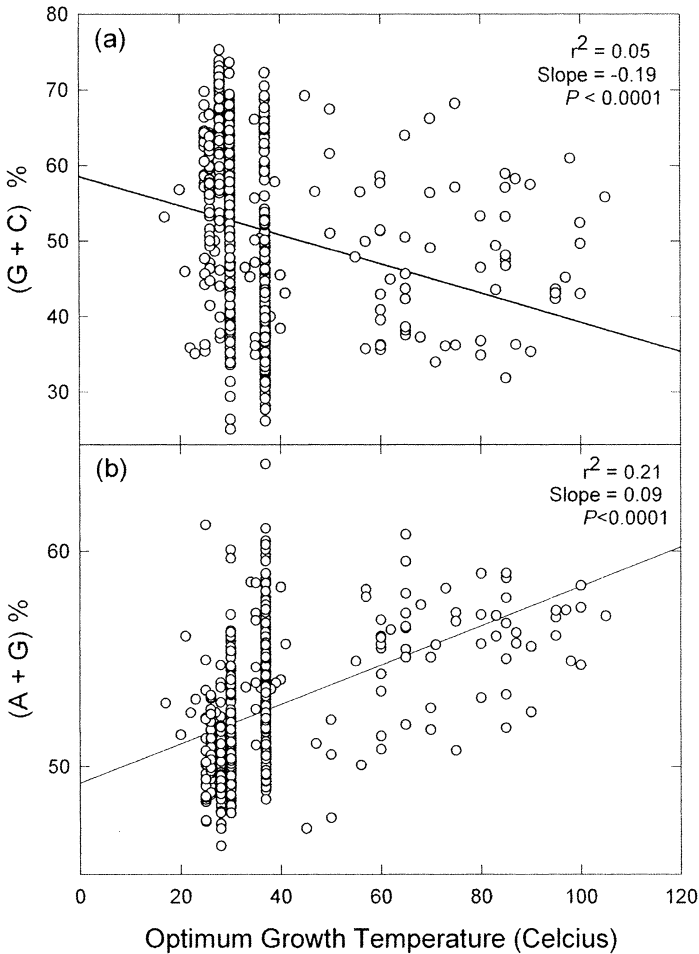 80
(a)
r2 = 0.05
Slope = -0.19
P < 0.0001
70
60
50
40
30
(G + C) %
(b)
r2 = 0.21
Slope = 0.09
P<0.0001
60
50
(A + G) %
0 20 40 60 80 100 120
Optimum Growth Temperature (Celcius)